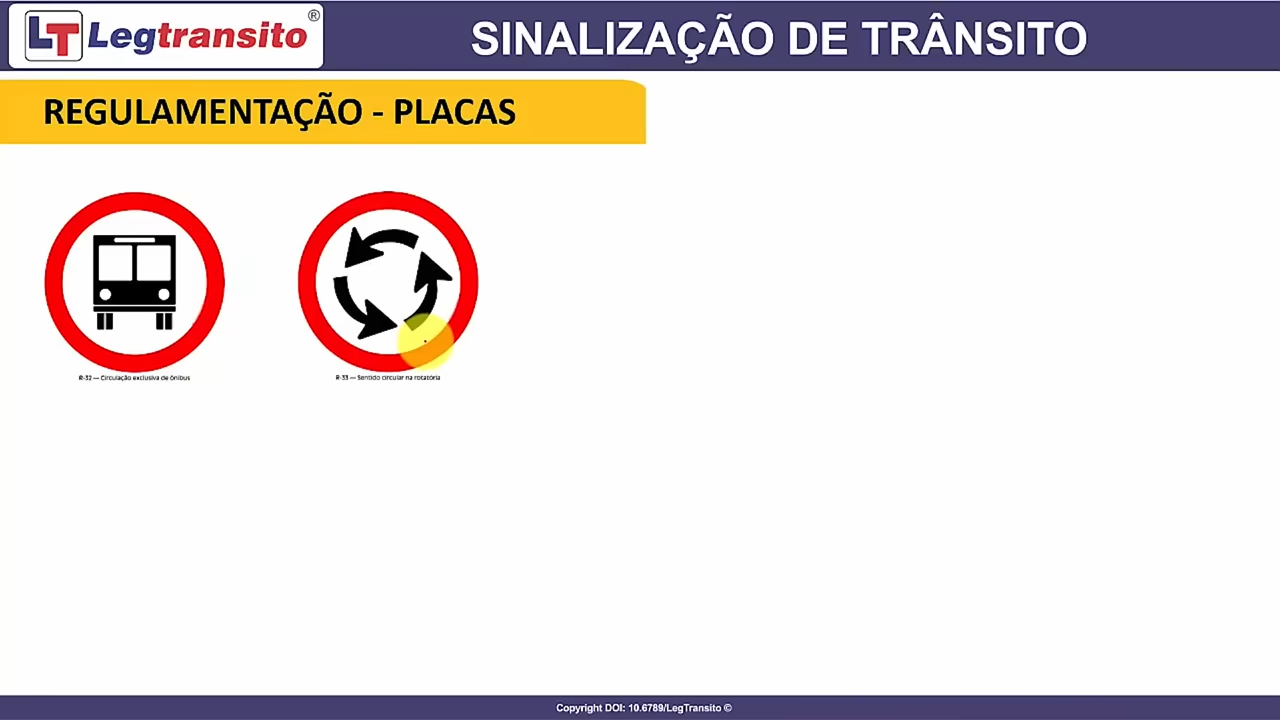 LT Legtransito®
SINALIZAÇÃO DE TRÂNSITO
REGULAMENTAÇÃO - PLACAS
R-32 — Circulação exclusiva de ônibus
R-33 — Sentido circular na rotatória
Copyright DOI: 10.6789/LegTransito ©